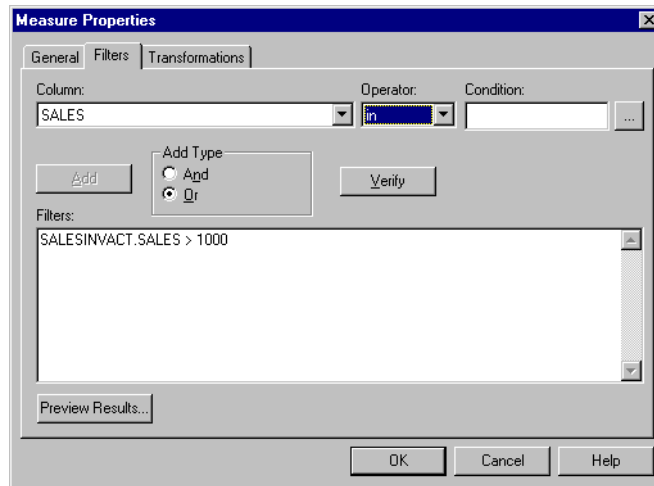 Measure Properties
General Filters Transformations
Column: Operator: Condition:
SALES in ...
Add Type
Add And Verify
Or
Filters:
SALESINVACT.SALES > 1000
Preview Results...
OK Cancel Help